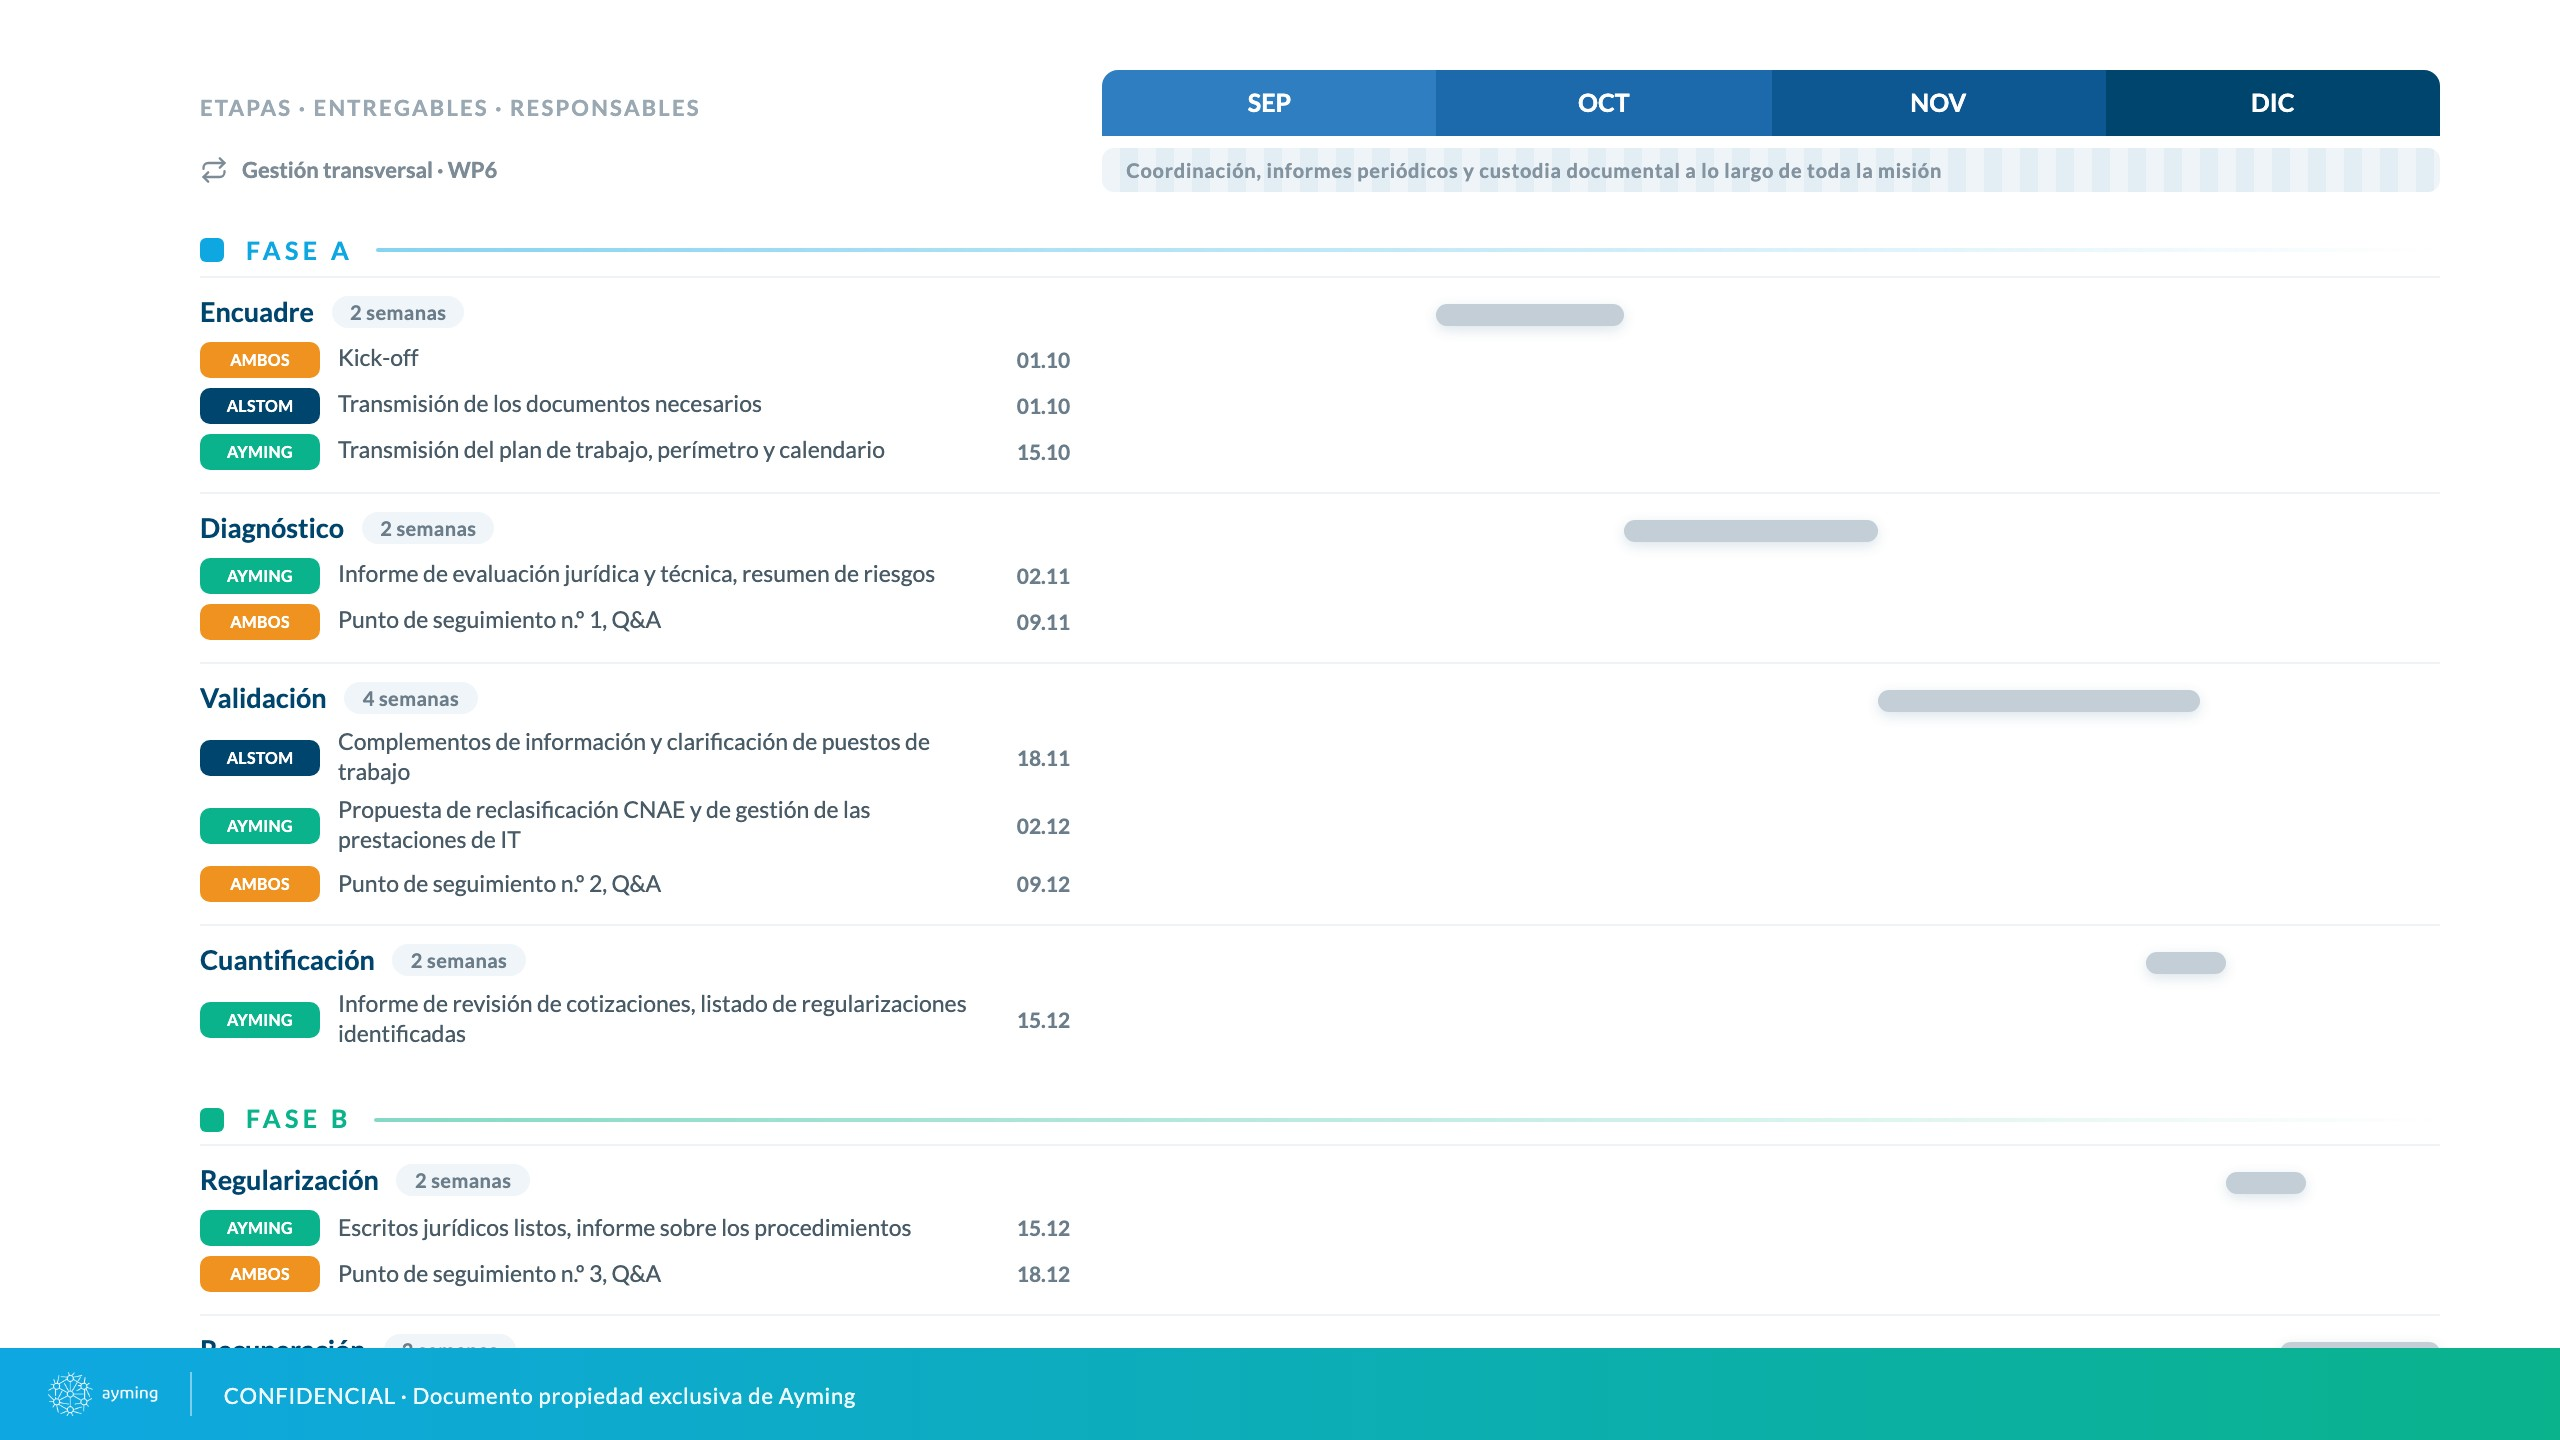 ETAPAS · ENTREGABLES · RESPONSABLES
SEP
OCT
NOV
DIC
Gestión transversal · WP6
Coordinación, informes periódicos y custodia documental a lo largo de toda la misión
FASE A
Encuadre
2 semanas
AMBOS
Kick-off
01.10
ALSTOM
Transmisión de los documentos necesarios
01.10
AYMING
Transmisión del plan de trabajo, perímetro y calendario
15.10
Diagnóstico
2 semanas
AYMING
Informe de evaluación jurídica y técnica, resumen de riesgos
02.11
AMBOS
Punto de seguimiento n.º 1, Q&A
09.11
Validación
4 semanas
ALSTOM
Complementos de información y clarificación de puestos de
trabajo
18.11
AYMING
Propuesta de reclasificación CNAE y de gestión de las
prestaciones de IT
02.12
AMBOS
Punto de seguimiento n.º 2, Q&A
09.12
Cuantificación
2 semanas
AYMING
Informe de revisión de cotizaciones, listado de regularizaciones
identificadas
15.12
FASE B
Regularización
2 semanas
AYMING
Escritos jurídicos listos, informe sobre los procedimientos
15.12
AMBOS
Punto de seguimiento n.º 3, Q&A
18.12
Recuperación
ayming
CONFIDENCIAL · Documento propiedad exclusiva de Ayming